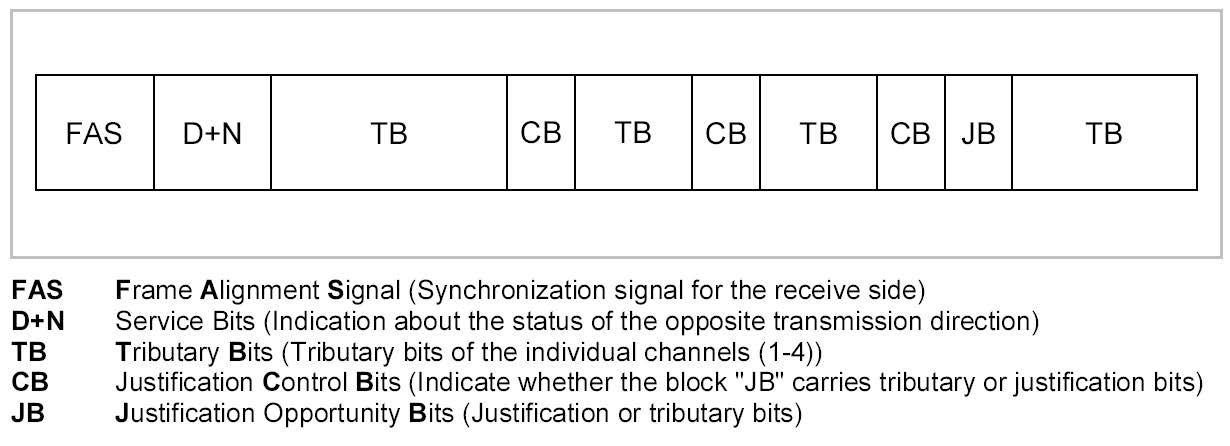 FAS D+N TB CB TB CB TB CB JB TB
FAS Frame Alignment Signal (Synchronization signal for the receive side)
D+N Service Bits (Indication about the status of the opposite transmission direction)
TB Tributary Bits (Tributary bits of the individual channels (1-4))
CB Justification Control Bits (Indicate whether the block "JB" carries tributary or justification bits)
JB Justification Opportunity Bits (Justification or tributary bits)